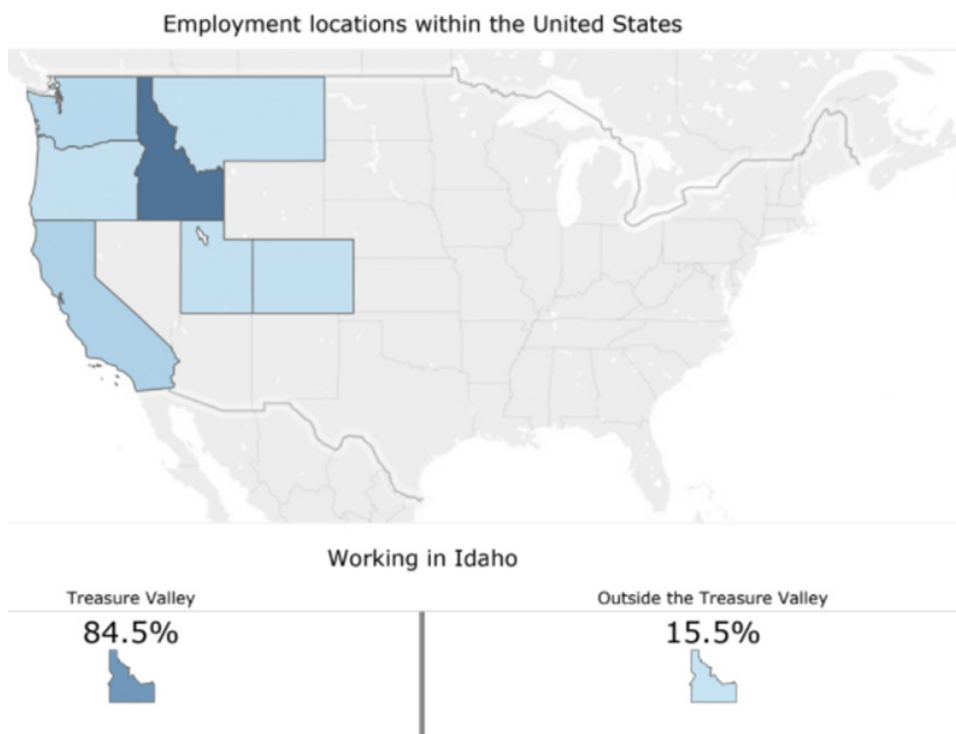 Employment locations within the United States
Working in Idaho
Treasure Valley
Outside the Treasure Valley
84.5%
15.5%